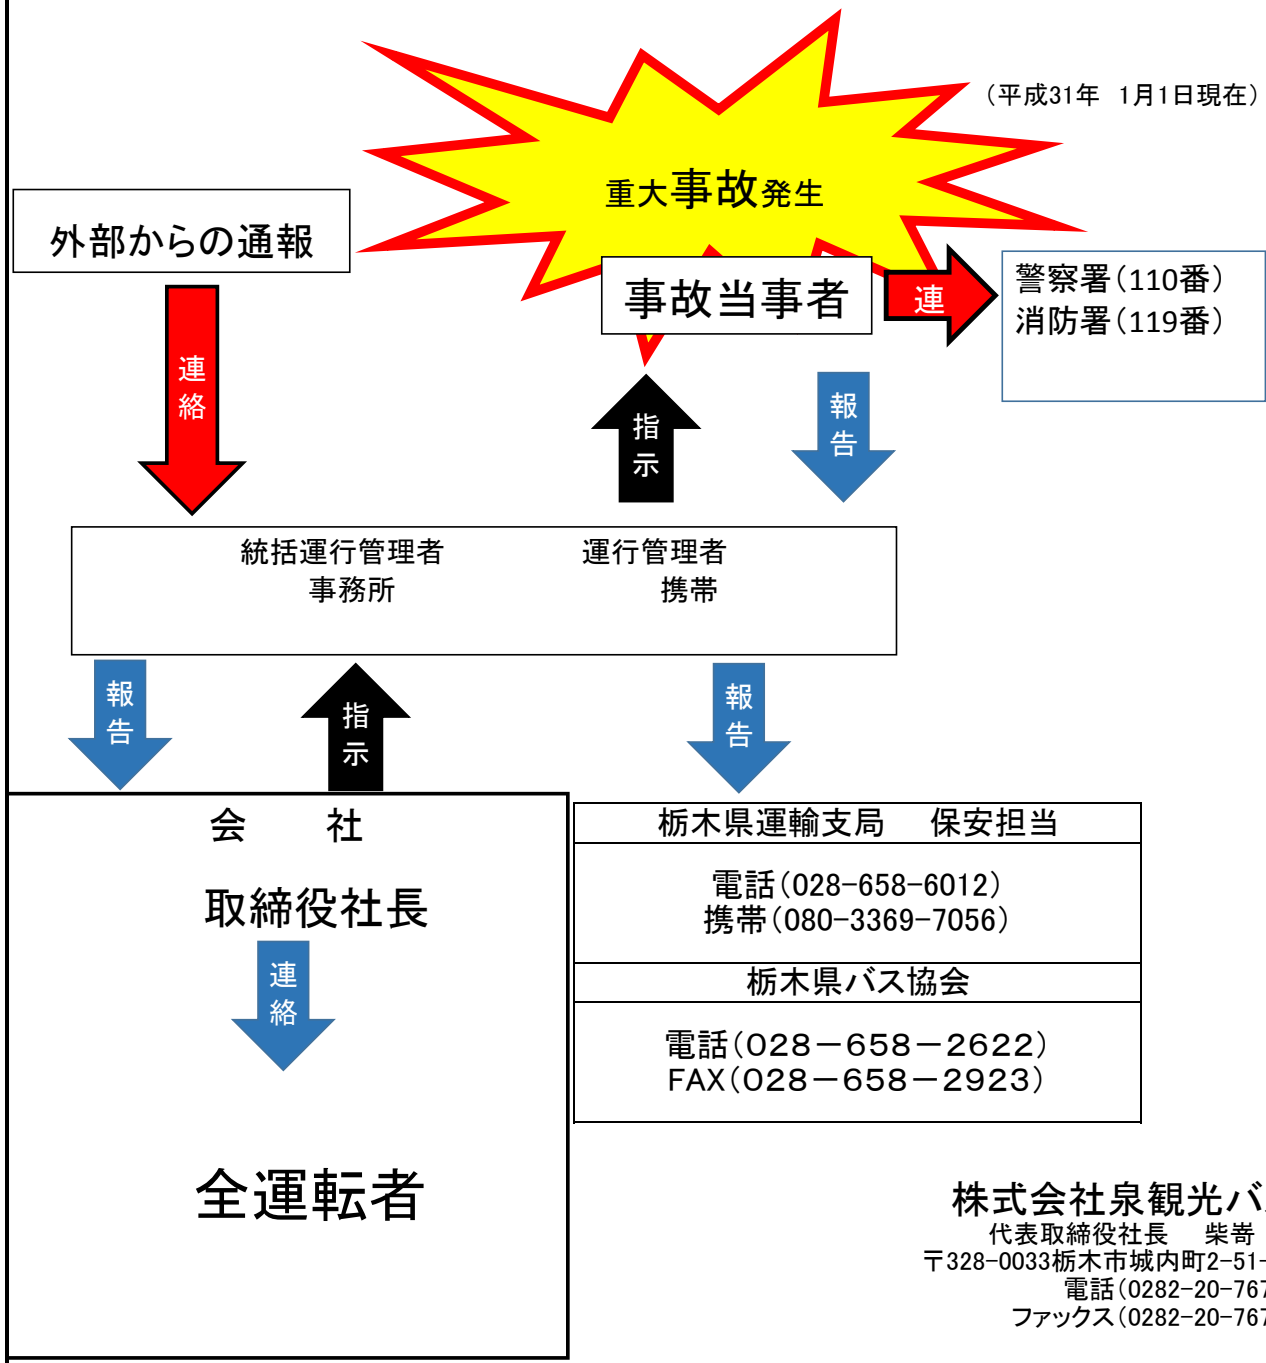 （平成31年　1月1日現在）
重大事故発生
外部からの通報
事故当事者
連
警察署（110番）
消防署（119番）
連絡
指示
報告
統括運行管理者　運行管理者
事務所　携帯
報告
指示
報告
会　社
取締役社長
連絡
全運転者
栃木県運輸支局　保安担当
電話（028-658-6012）
携帯（080-3369-7056）
栃木県バス協会
電話（028－658－2622）
FAX（028－658－2923）
株式会社泉観光バ
代表取締役社長　柴嵜
〒328-0033栃木市城内町2-51-
電話（0282-20-767
ファックス（0282-20-767